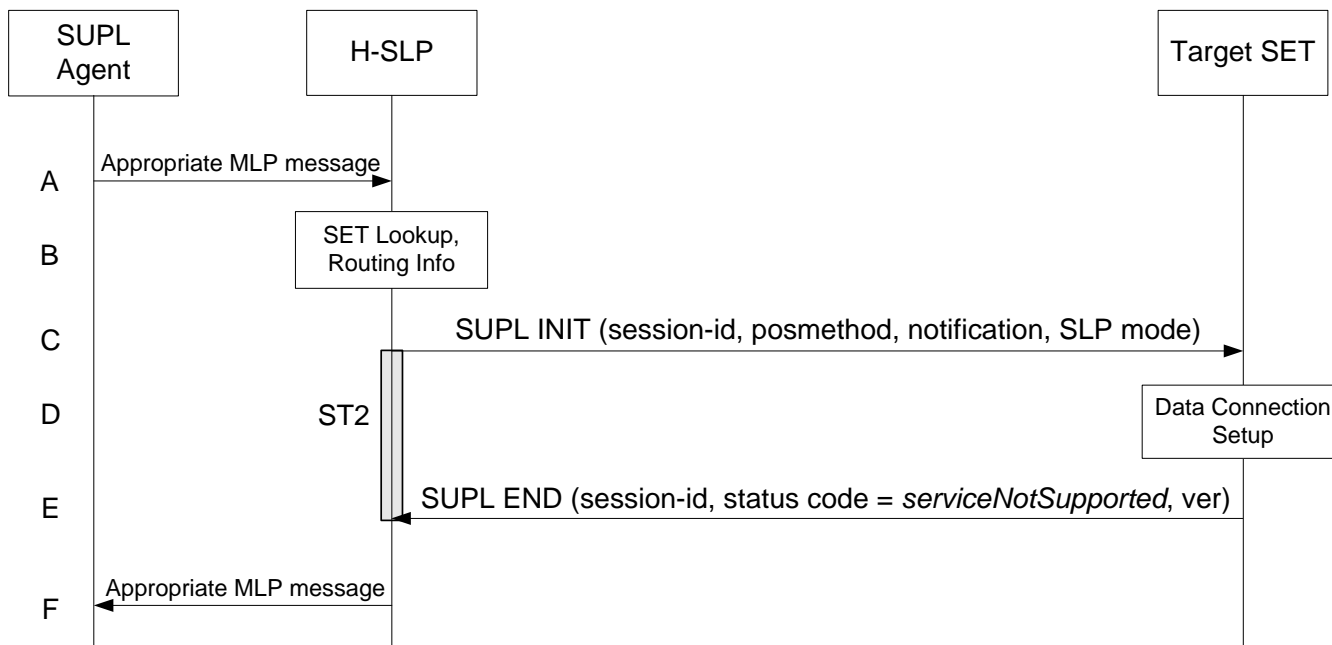 SUPL
Agent
H-SLP
Target SET
Appropriate MLP message
A
SET Lookup,
Routing Info
B
SUPL INIT (session-id, posmethod, notification, SLP mode)
C
Data Connection
Setup
D
ST2
SUPL END (session-id, status code = serviceNotSupported, ver)
E
Appropriate MLP message
F